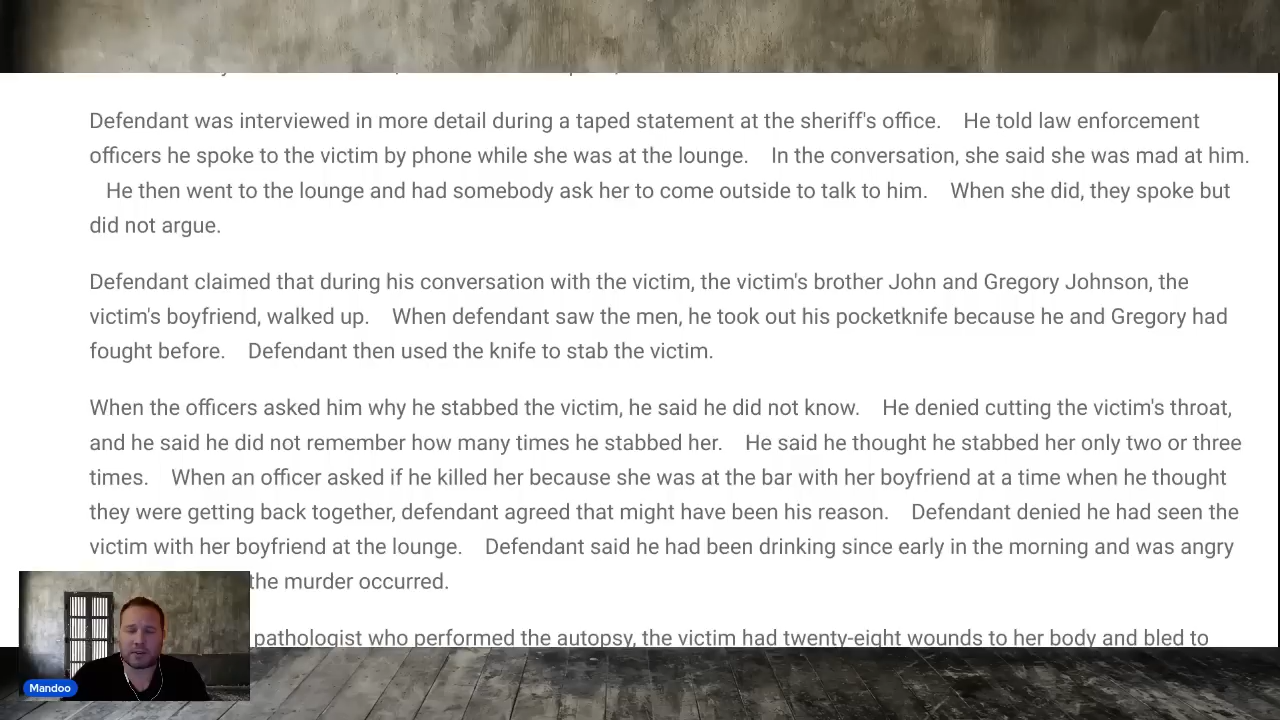 Defendant was interviewed in more detail during a taped statement at the sheriff's office. He told law enforcement
officers he spoke to the victim by phone while she was at the lounge. In the conversation, she said she was mad at him.
He then went to the lounge and had somebody ask her to come outside to talk to him. When she did, they spoke but
did not argue.
Defendant claimed that during his conversation with the victim, the victim's brother John and Gregory Johnson, the
victim's boyfriend, walked up. When defendant saw the men, he took out his pocketknife because he and Gregory had
fought before. Defendant then used the knife to stab the victim.
When the officers asked him why he stabbed the victim, he said he did not know. He denied cutting the victim's throat,
and he said he did not remember how many times he stabbed her. He said he thought he stabbed her only two or three
times. When an officer asked if he killed her because she was at the bar with her boyfriend at a time when he thought
they were getting back together, defendant agreed that might have been his reason. Defendant denied he had seen the
victim with her boyfriend at the lounge. Defendant said he had been drinking since early in the morning and was angry
the murder occurred.
pathologist who performed the autopsy, the victim had twenty-eight wounds to her body and bled to
Mandoo